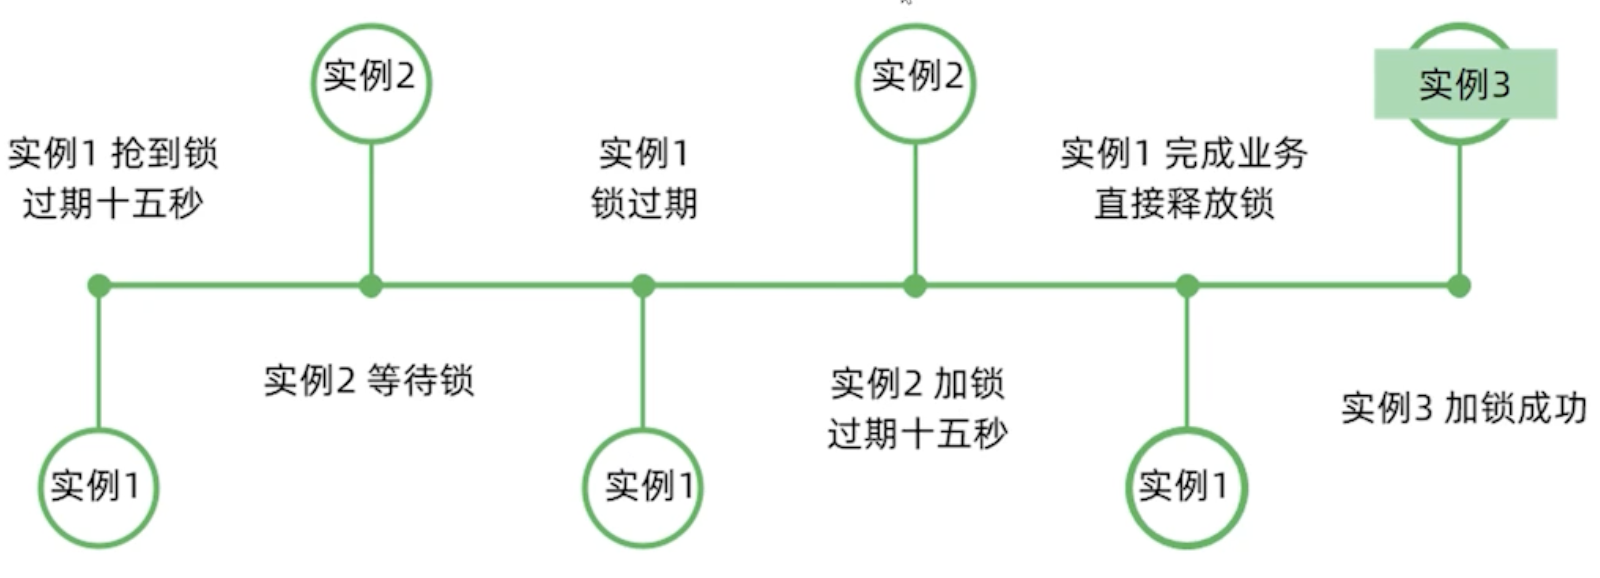 实例2
实例2
实例3
实例1 抢到锁
过期十五秒
实例1
锁过期
实例1 完成业务
直接释放锁
实例2 等待锁
实例2 加锁
过期十五秒
实例3 加锁成功
实例1
实例1
实例1